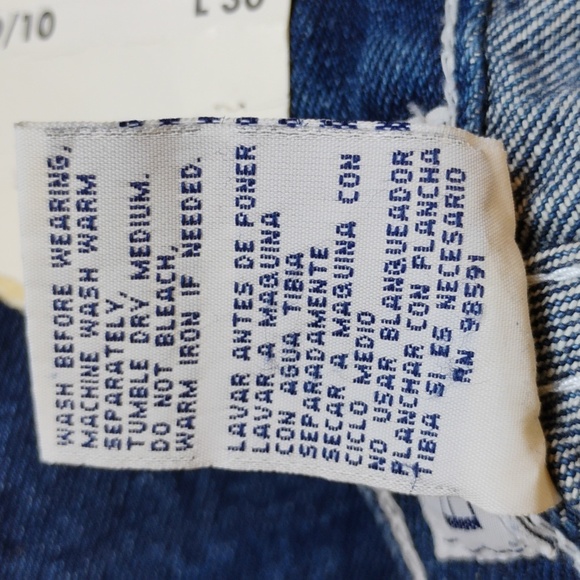 9/10
WASH BEFORE WEARING,
MACHINE WASH WARM
SEPARATELY.
TUMBLE DRY MEDIUM.
DO NOT BLEACH,
WARM IRON IF NEEDED.
LAVAR ANTES DE PONER
LAVAR A MAQUINA
CON AGUA TIBIA
SEPARADAMENTE
SECAR A MAQUINA CON
CICLO MEDIO
NO USAR BLANQUEADOR
PLANCHAR CON PLANCHA
TIBIA SI ES NECESARIO
RN 98591